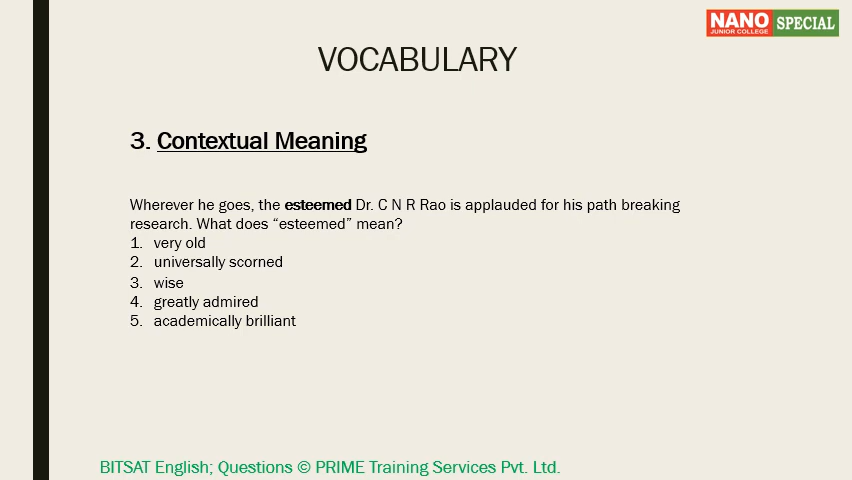 NANO
JUNIOR COLLEGE
SPECIAL
VOCABULARY
3. Contextual Meaning
Wherever he goes, the esteemed Dr. C N R Rao is applauded for his path breaking
research. What does “esteemed” mean?
1. very old
2. universally scorned
3. wise
4. greatly admired
5. academically brilliant
BITSAT English; Questions © PRIME Training Services Pvt. Ltd.